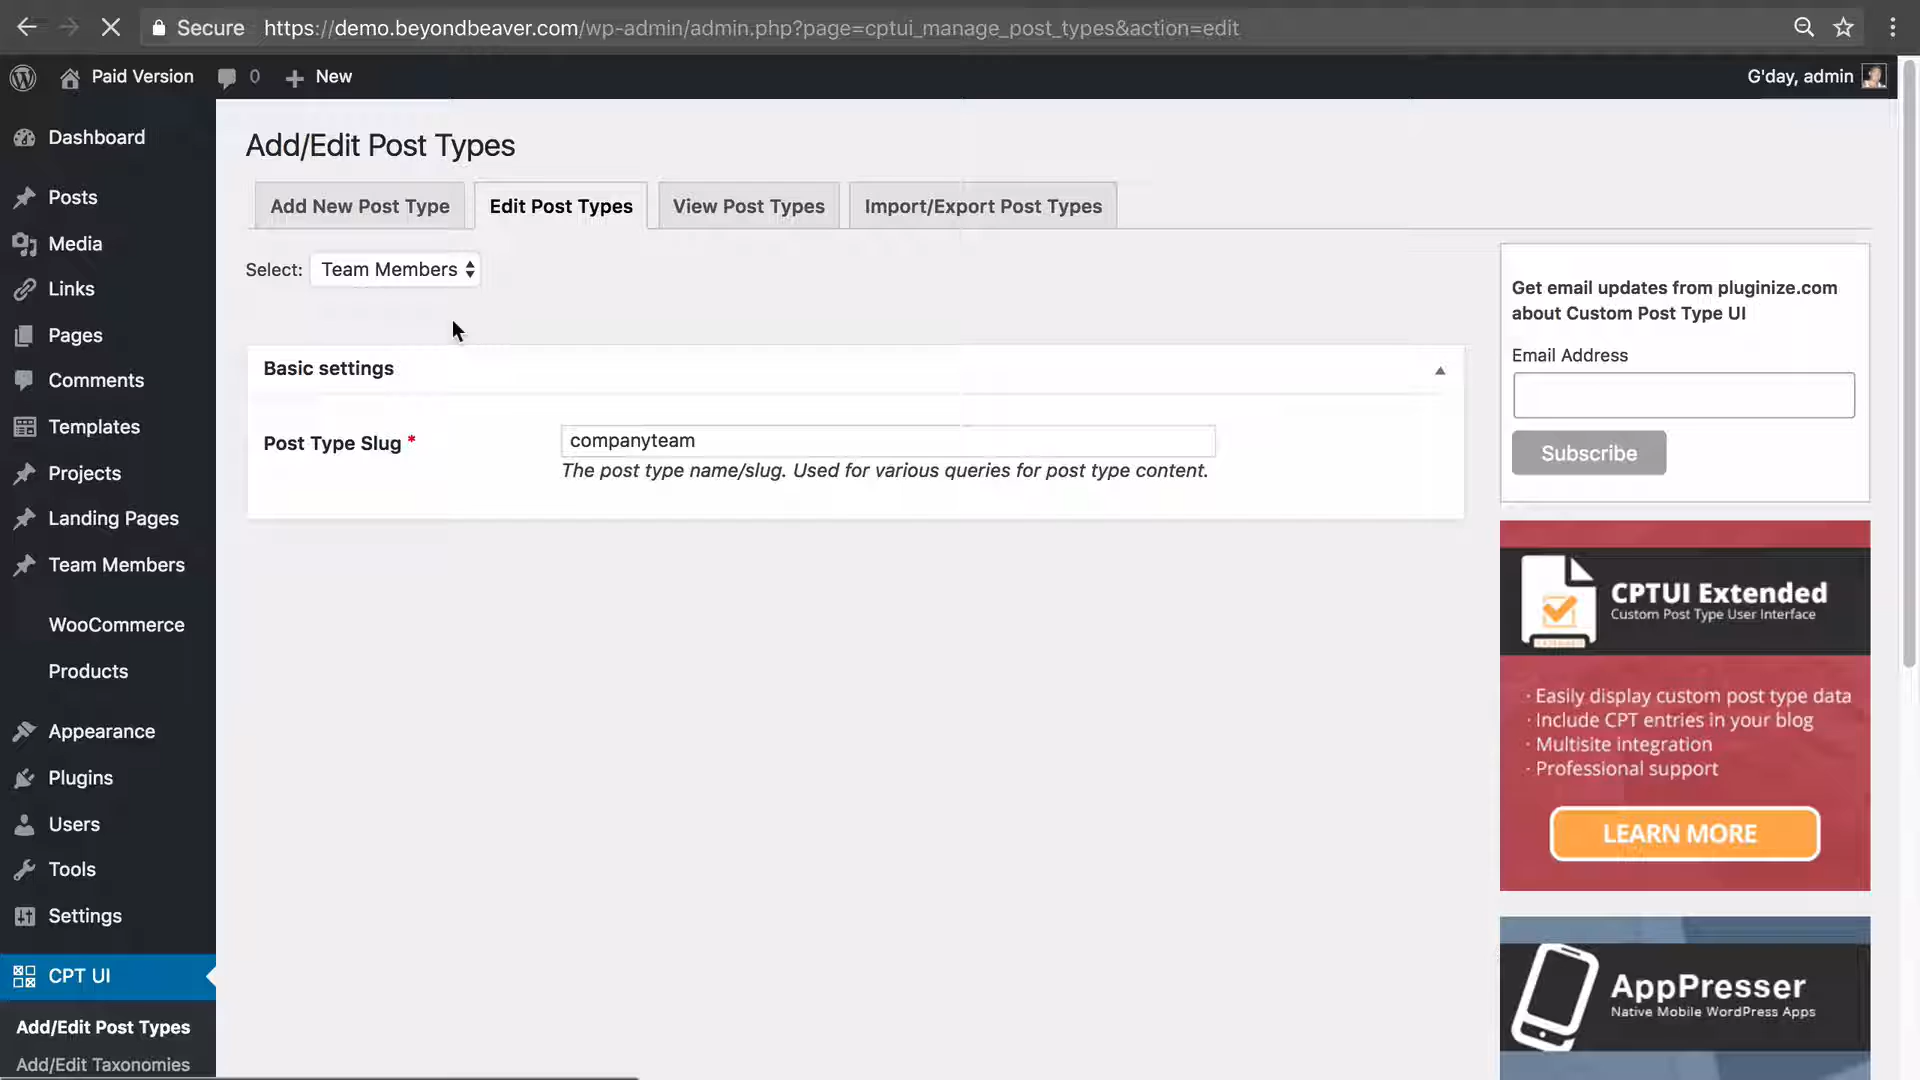 Secure https://demo.beyondbeaver.com/wp-admin/admin.php?page=cptui_manage_post_types&action=edit
Paid Version 0 New G'day, admin
Dashboard
Posts
Media
Links
Pages
Comments
Templates
Projects
Landing Pages
Team Members
WooCommerce
Products
Appearance
Plugins
Users
Tools
Settings
CPT UI
Add/Edit Post Types
Add/Edit Taxonomies
Add/Edit Post Types
Add New Post Type Edit Post Types View Post Types Import/Export Post Types
Select: Team Members
Basic settings
Post Type Slug * companyteam
The post type name/slug. Used for various queries for post type content.
Get email updates from pluginize.com
about Custom Post Type UI
Email Address
Subscribe
CPTUI Extended
Custom Post Type User Interface
· Easily display custom post type data
· Include CPT entries in your blog
· Multisite integration
· Professional support
LEARN MORE
AppPresser
Native Mobile WordPress Apps